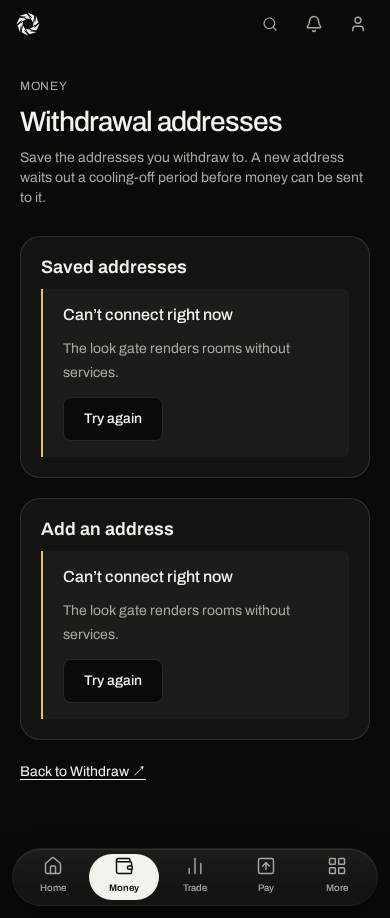 MONEY
Withdrawal addresses
Save the addresses you withdraw to. A new address
waits out a cooling-off period before money can be sent
to it.
Saved addresses
Can’t connect right now
The look gate renders rooms without
services.
Try again
Add an address
Can’t connect right now
The look gate renders rooms without
services.
Try again
Back to Withdraw ↗
Home Money Trade Pay More